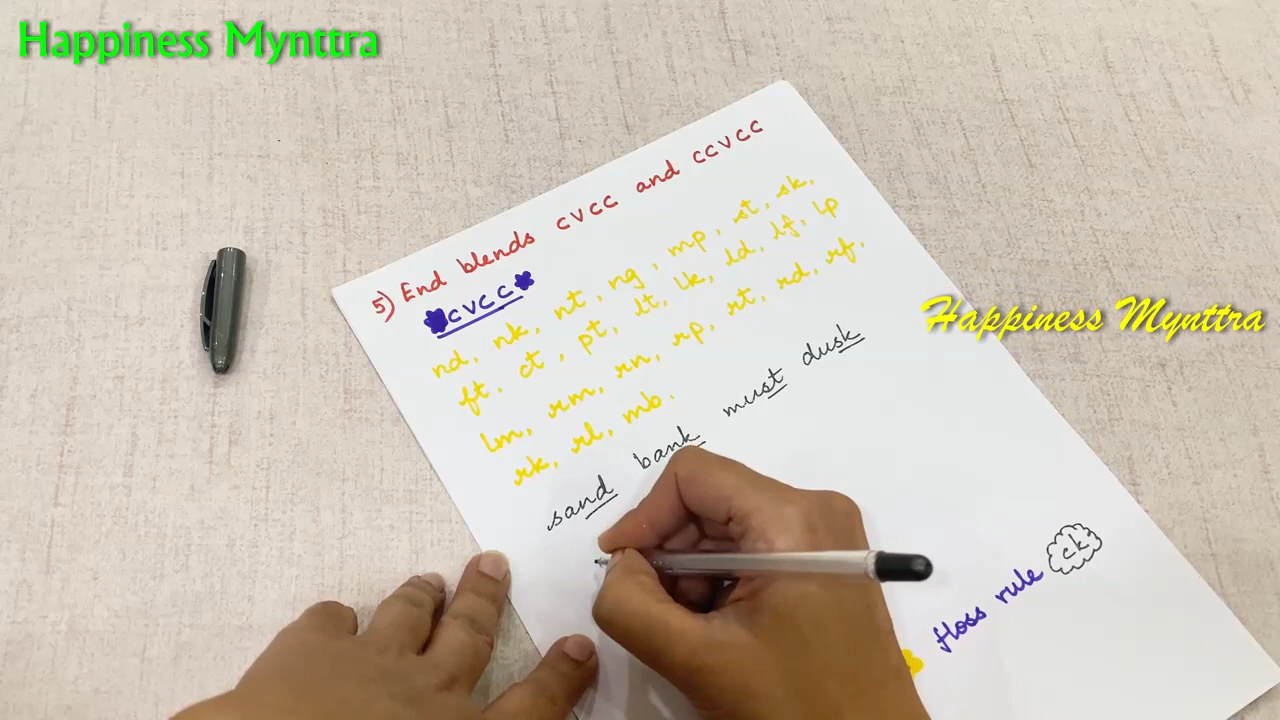 Happiness Mynttra
5) End blends CVCC and CCVCC
CVCC
nd, nk, nt, ng, mp, st, sk,
ft, ct, pt, lt, lk, ld, lf, lp
lm, rm, rn, rp, rt, rd, rf,
rk, rl, mb.
sand bank must dusk
Happiness Mynttra
floss rule ck